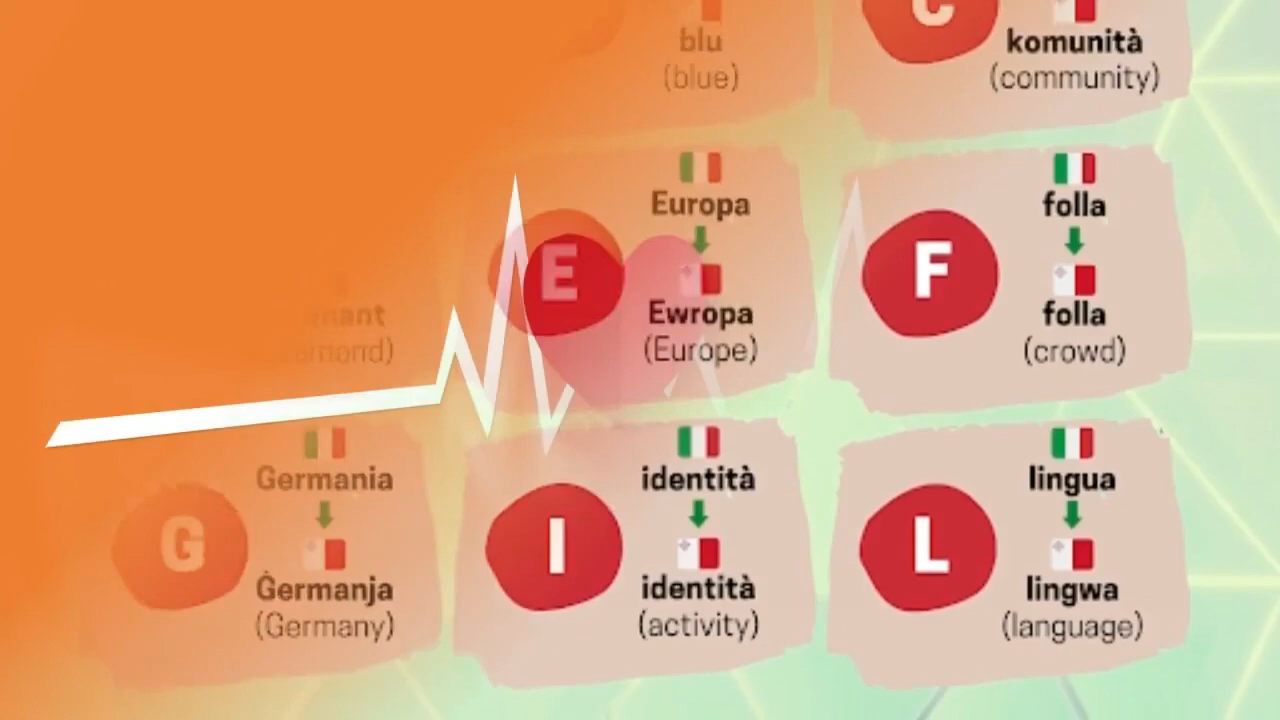 blu
(blue)
C
komunità
(community)
E
Europa
Ewropa
(Europe)
F
folla
folla
(crowd)
G
Germania
Ġermanja
(Germany)
I
identità
identità
(activity)
L
lingua
lingwa
(language)